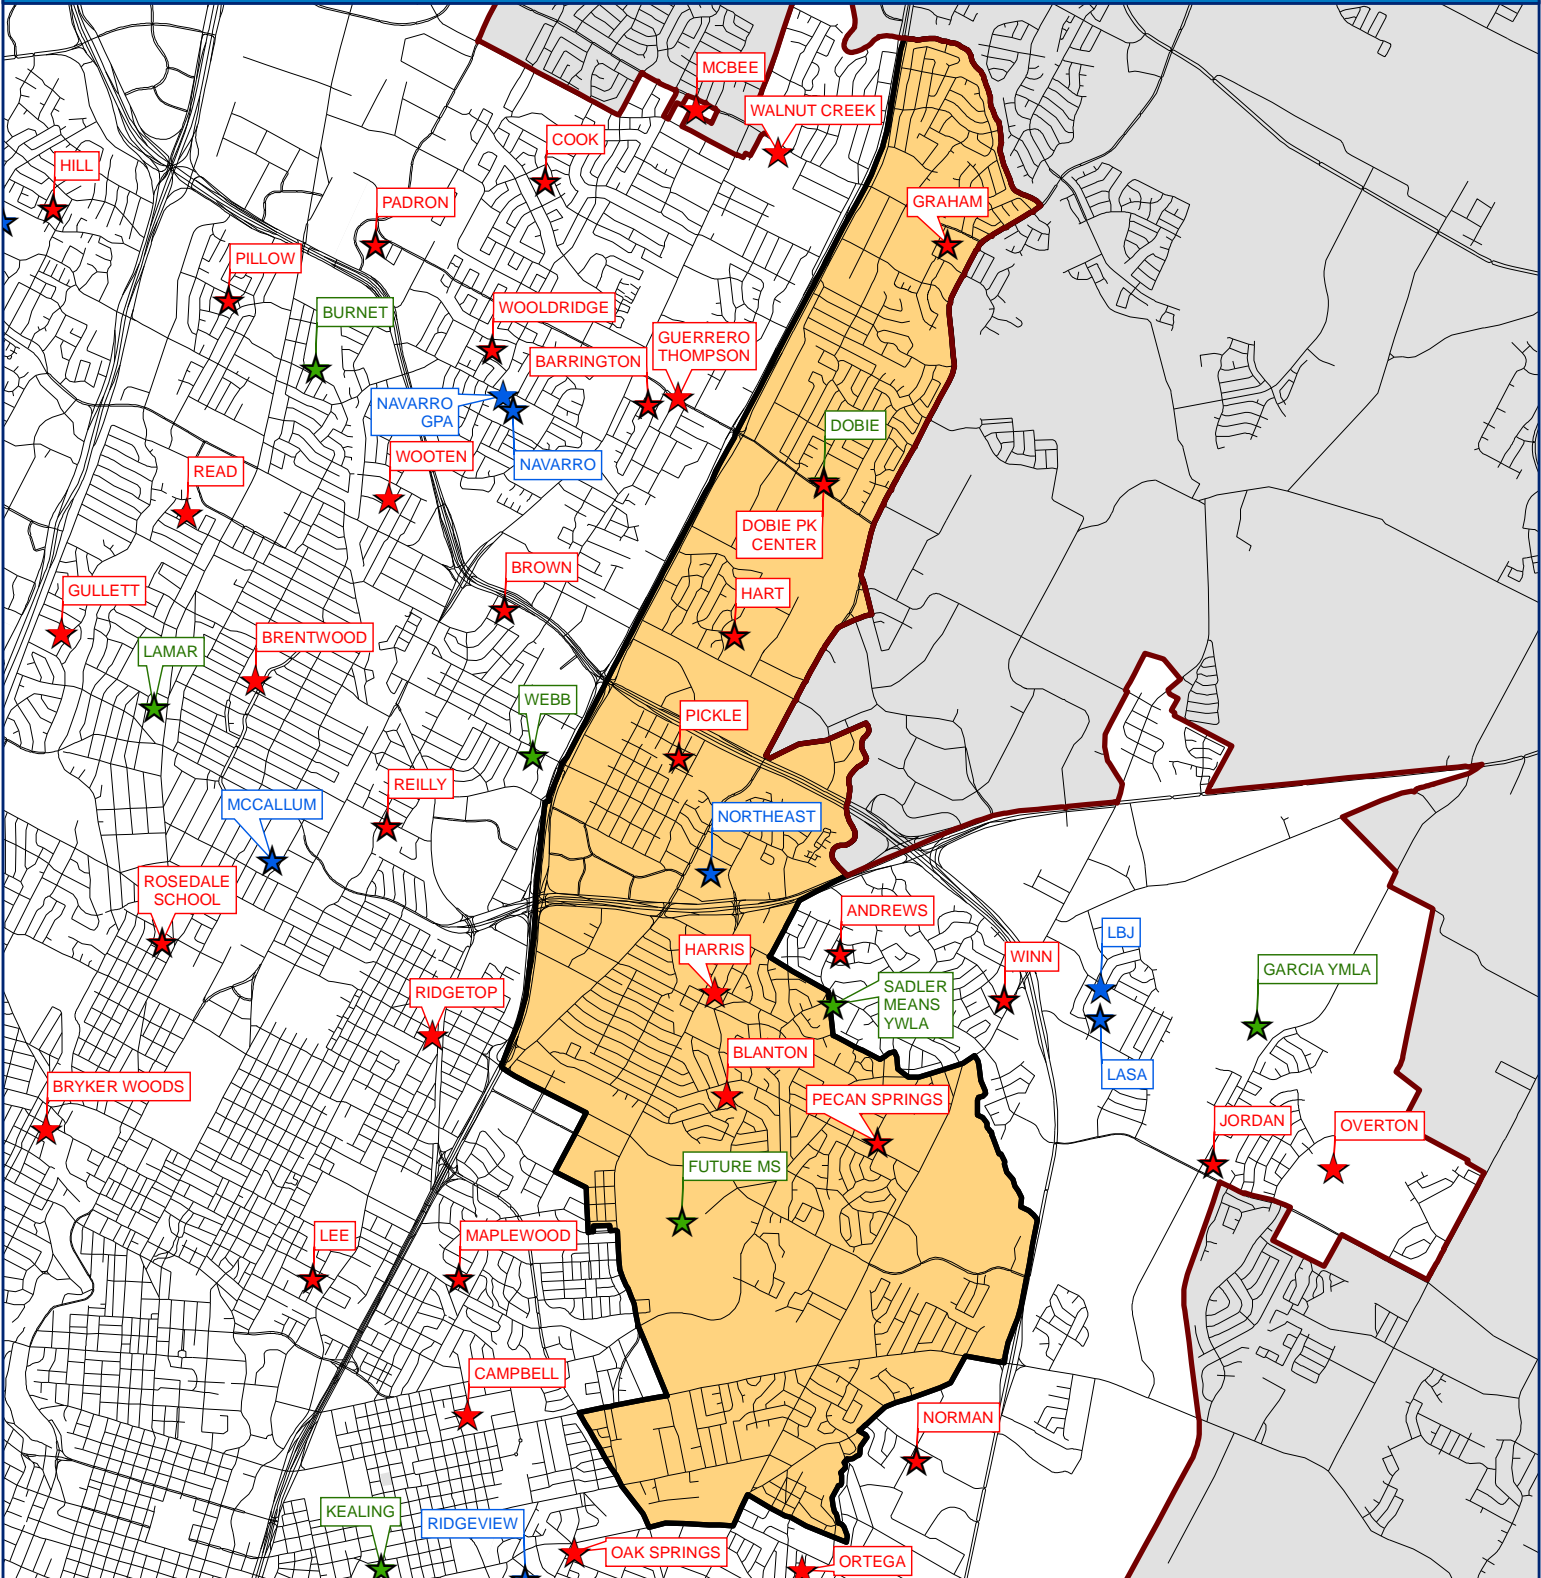 MCBEE
WALNUT CREEK
COOK
HILL
PADRON
GRAHAM
PILLOW
BURNET
WOOLDRIDGE
GUERRERO
THOMPSON
BARRINGTON
NAVARRO
GPA
DOBIE
NAVARRO
WOOTEN
READ
DOBIE PK
CENTER
BROWN
HART
GULLETT
BRENTWOOD
LAMAR
WEBB
PICKLE
REILLY
MCCALLUM
NORTHEAST
ROSEDALE
SCHOOL
ANDREWS
LBJ
HARRIS
WINN
GARCIA YMLA
RIDGETOP
SADLER
MEANS
YWLA
BLANTON
LASA
BRYKER WOODS
PECAN SPRINGS
JORDAN
OVERTON
FUTURE MS
LEE
MAPLEWOOD
CAMPBELL
NORMAN
KEALING
RIDGEVIEW
OAK SPRINGS
ORTEGA